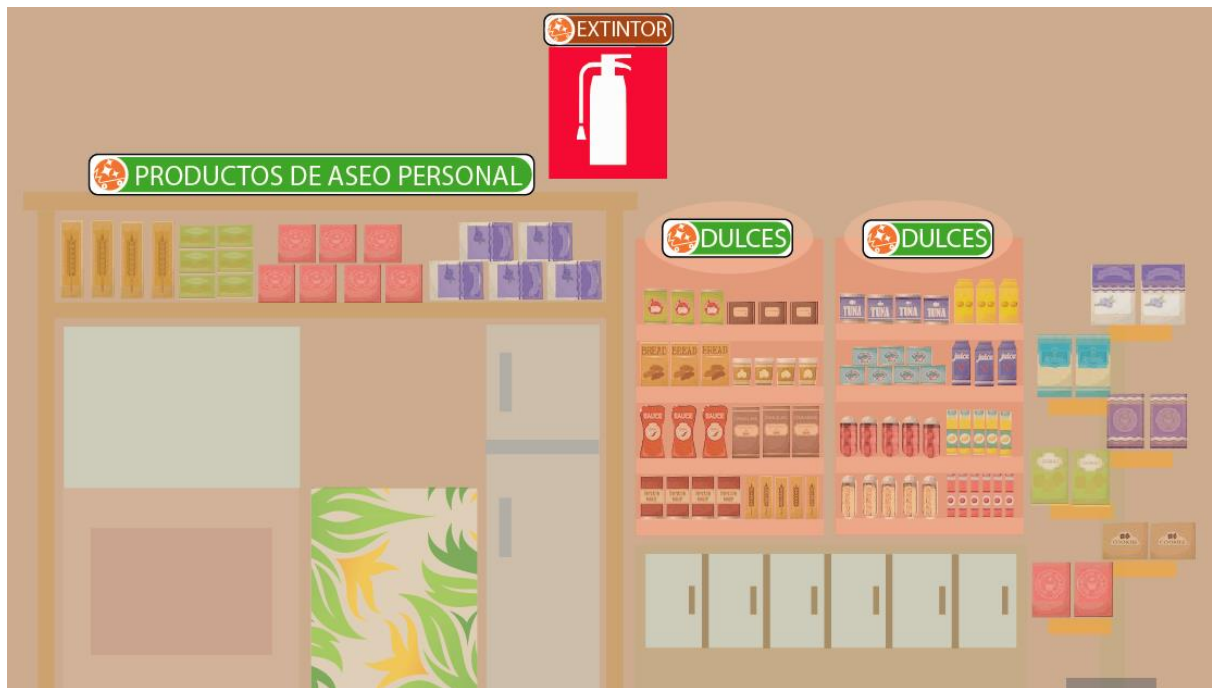 EXTINTOR
PRODUCTOS DE ASEO PERSONAL
DULCES
DULCES
TUNA TUNA TUNA TUNA
BREAD BREAD BREAD
juice juice juice
SAUCE SAUCE SAUCE
COOKIES COOKIES